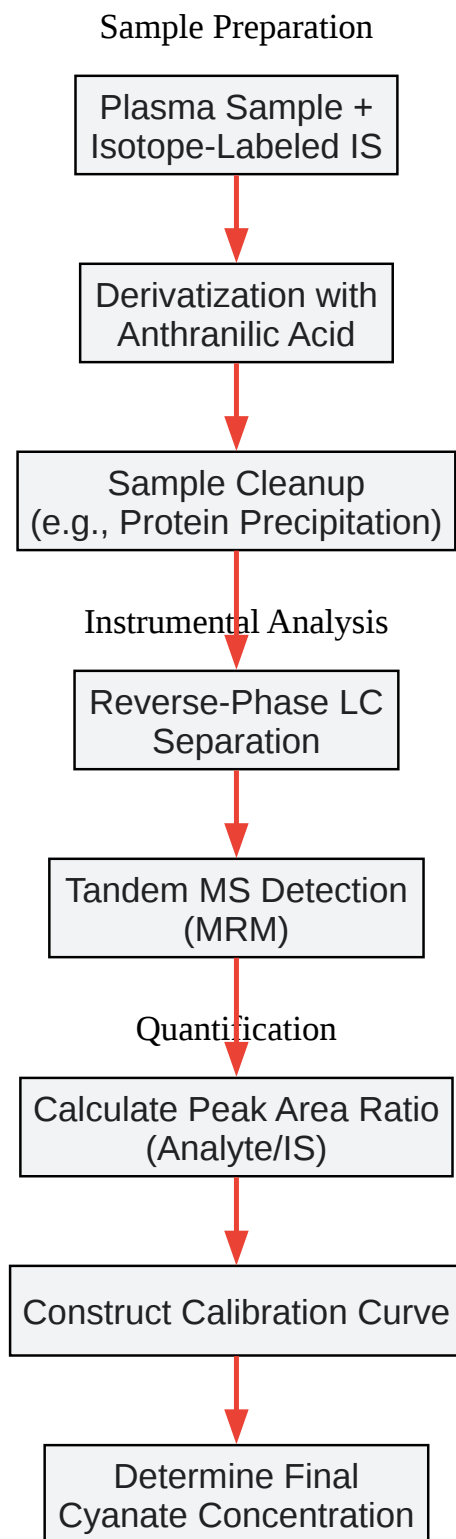 Sample Preparation
Plasma Sample +
Isotope-Labeled IS
Derivatization with
Anthranilic Acid
Sample Cleanup
(e.g., Protein Precipitation)
Instrumental Analysis
Reverse-Phase LC
Separation
Tandem MS Detection
(MRM)
Quantification
Calculate Peak Area Ratio
(Analyte/IS)
Construct Calibration Curve
Determine Final
Cyanate Concentration